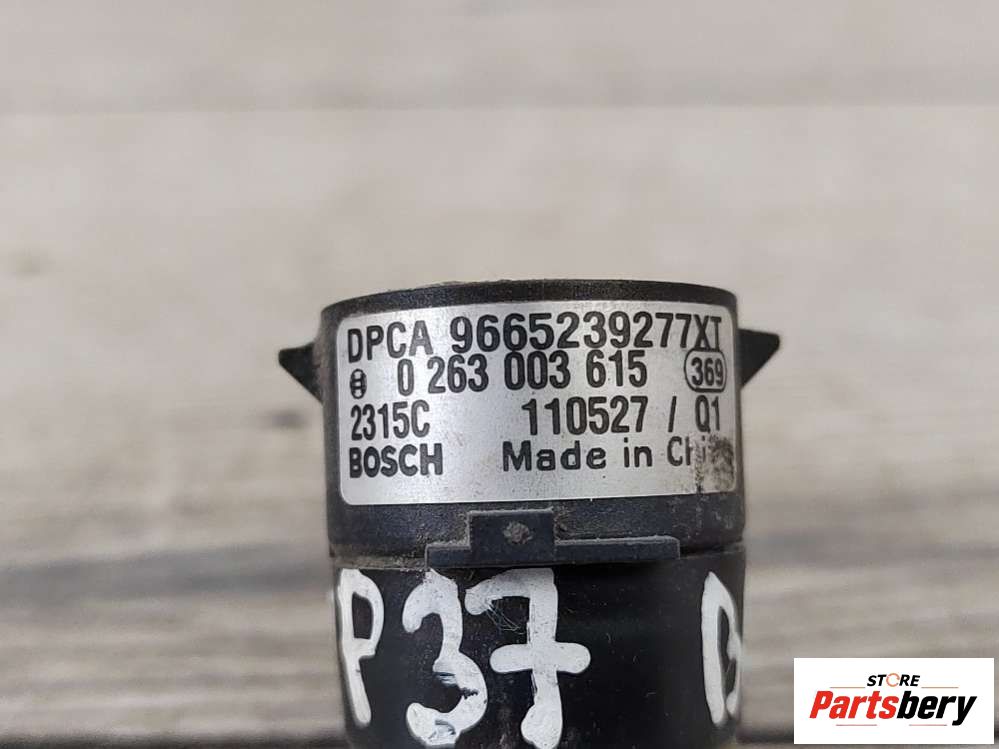 DPCA 9665239277XT
0 263 003 615 369
2315C 110527 / Q1
BOSCH Made in
P37
STORE
Partsbery